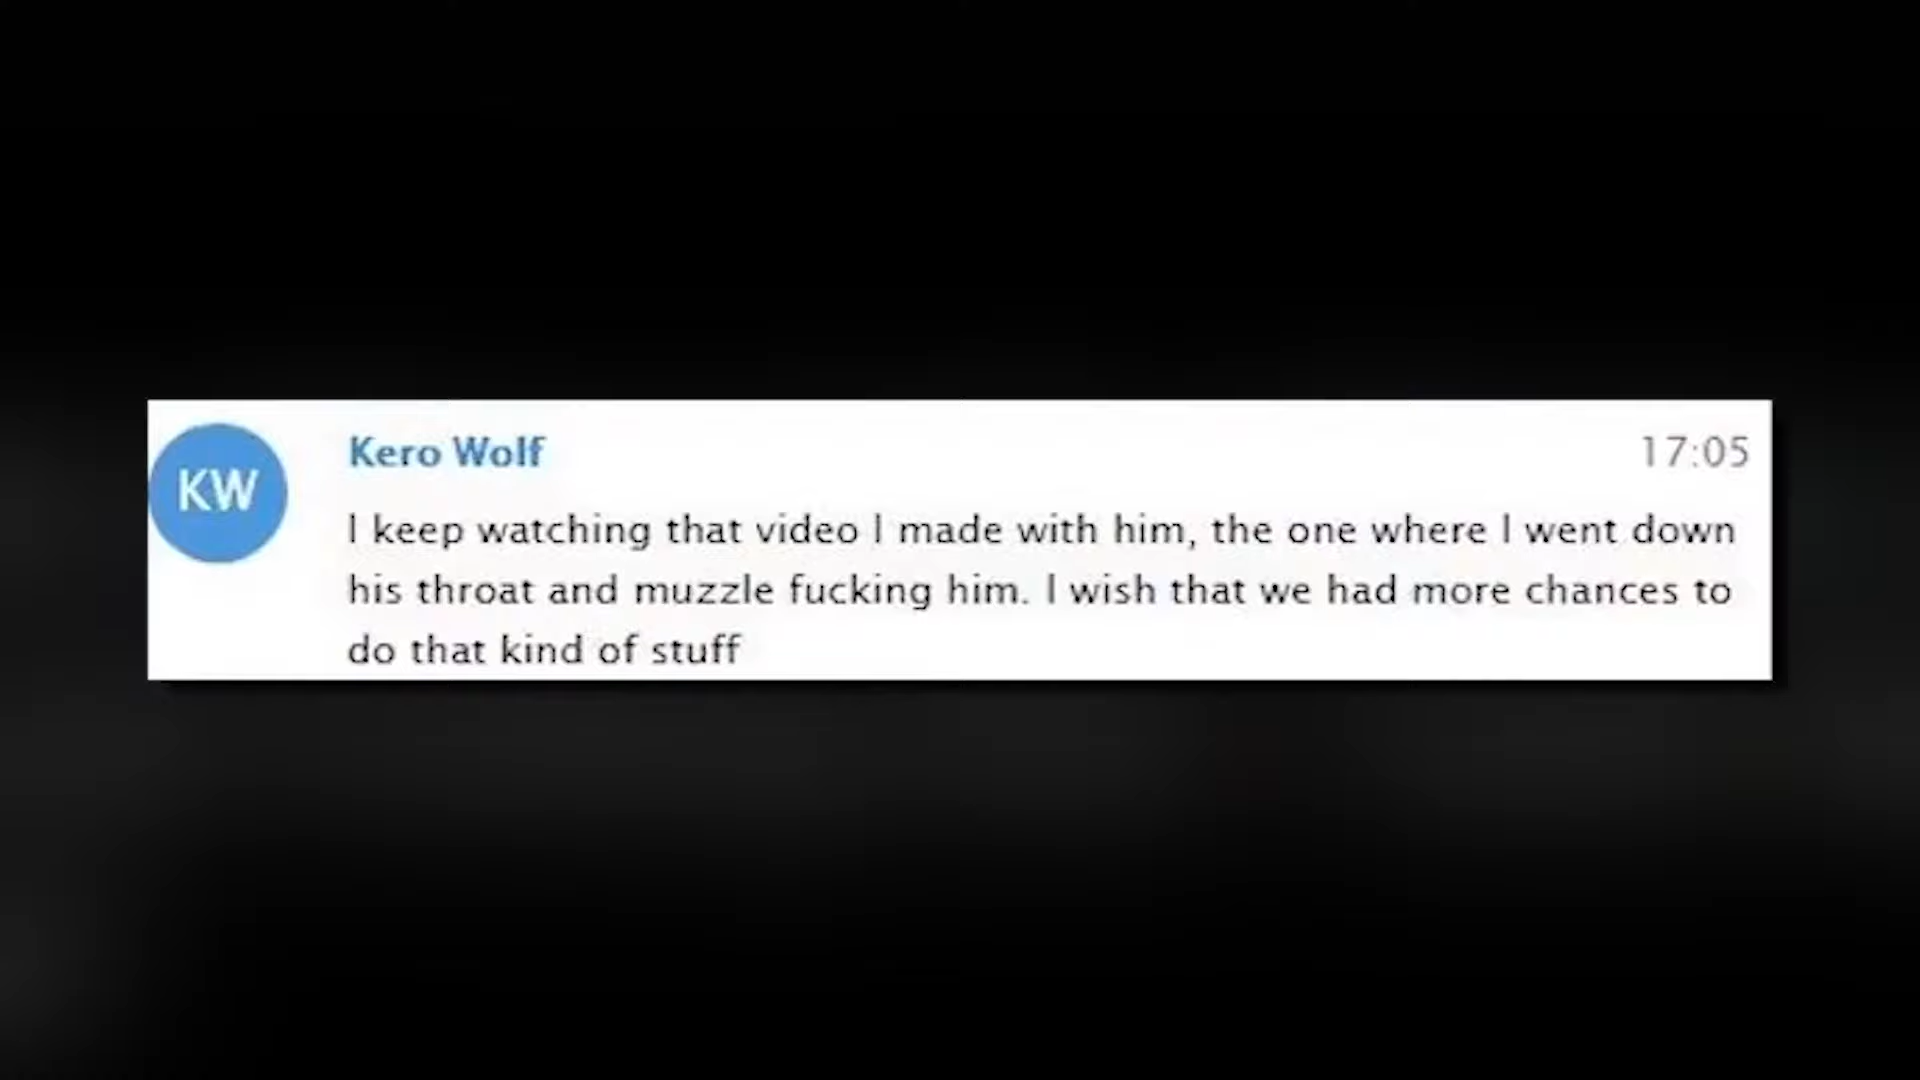 KW
Kero Wolf
17:05
I keep watching that video I made with him, the one where I went down
his throat and muzzle fucking him. I wish that we had more chances to
do that kind of stuff